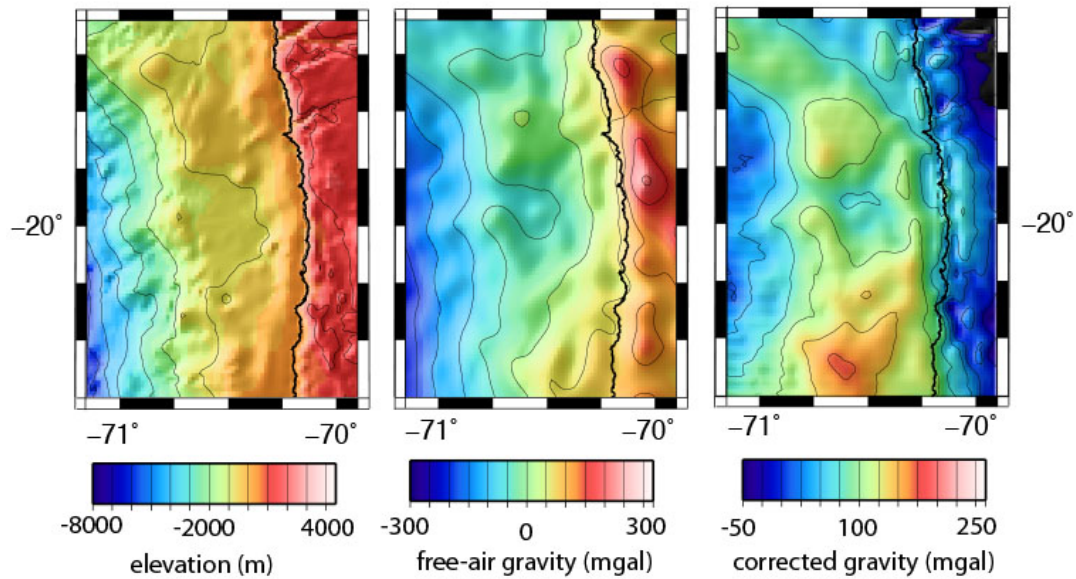 −20°
−20°
−71° −70° −71° −70° −71° −70°
-8000 -2000 4000 -300 0 300 -50 100 250
elevation (m) free-air gravity (mgal) corrected gravity (mgal)